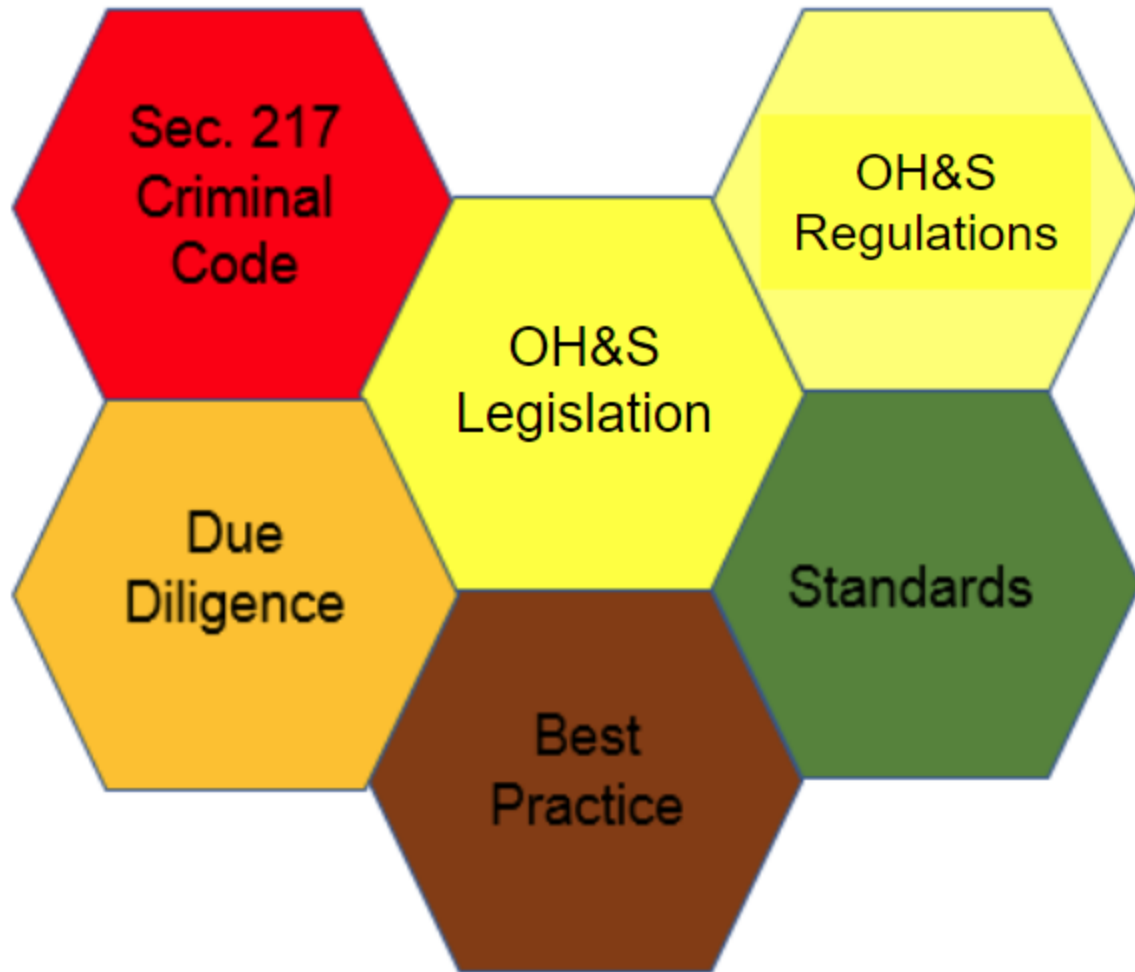 Sec. 217
Criminal
Code
OH&S
Regulations
OH&S
Legislation
Due
Diligence
Standards
Best
Practice